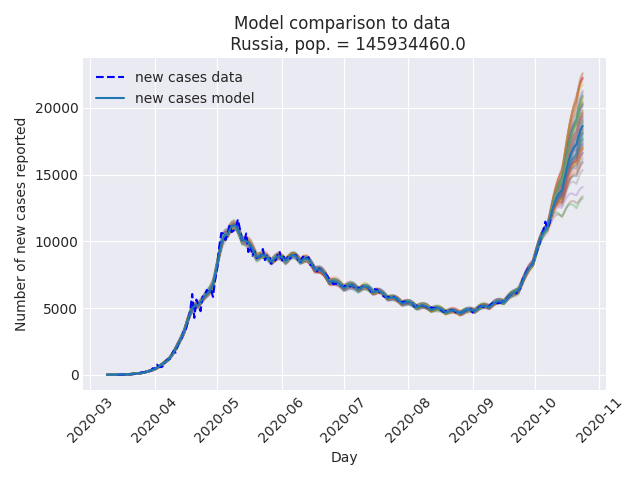 Model comparison to data
Russia, pop. = 145934460.0
new cases data
new cases model
Number of new cases reported
20000
15000
10000
5000
0
2020-03
2020-04
2020-05
2020-06
2020-07
2020-08
2020-09
2020-10
2020-11
Day